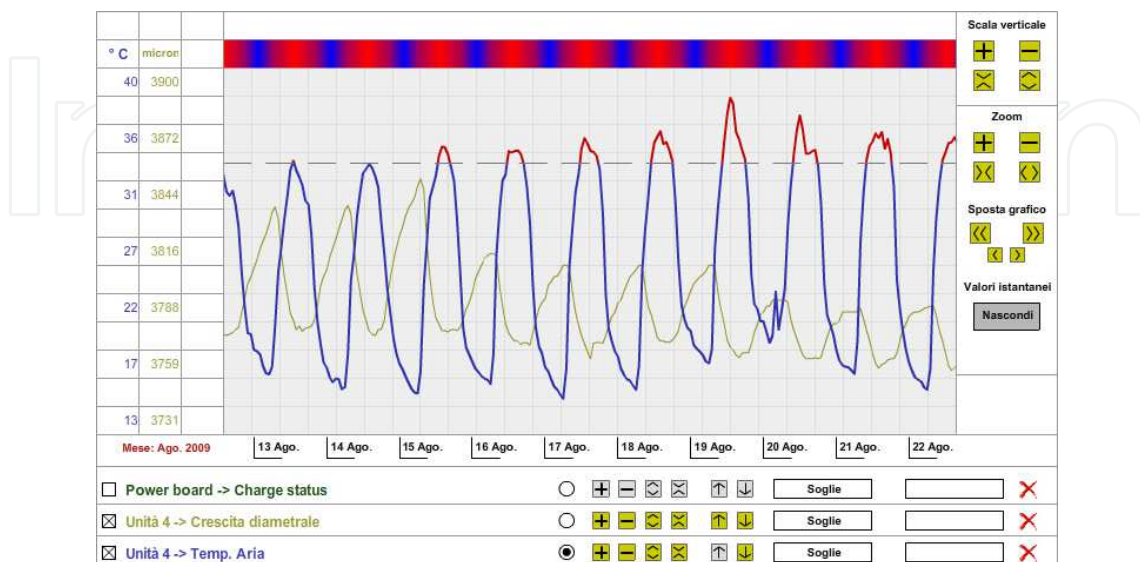 Scala verticale
° C micron
40 3900
Zoom
36 3872
31 3844
Sposta grafico
27 3816
Valori istantanei
22 3788
Nascondi
17 3759
13 3731
Mese: Ago. 2009 13 Ago. 14 Ago. 15 Ago. 16 Ago. 17 Ago. 18 Ago. 19 Ago. 20 Ago. 21 Ago. 22 Ago.
Power board -> Charge status Soglie
Unità 4 -> Crescita diametrale Soglie
Unità 4 -> Temp. Aria Soglie